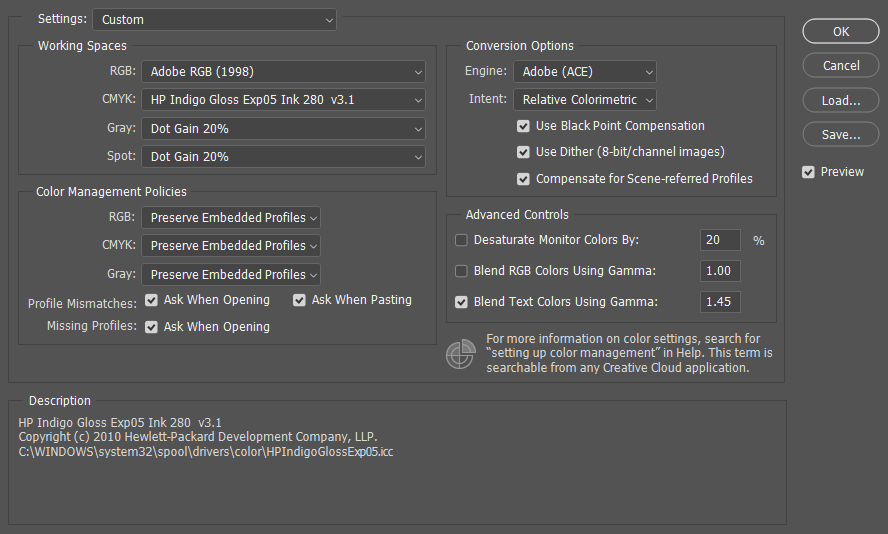 Settings: Custom
Working Spaces
RGB: Adobe RGB (1998)
CMYK: HP Indigo Gloss Exp05 Ink 280  v3.1
Gray: Dot Gain 20%
Spot: Dot Gain 20%
Color Management Policies
RGB: Preserve Embedded Profiles
CMYK: Preserve Embedded Profiles
Gray: Preserve Embedded Profiles
Profile Mismatches: Ask When Opening Ask When Pasting
Missing Profiles: Ask When Opening
Conversion Options
Engine: Adobe (ACE)
Intent: Relative Colorimetric
Use Black Point Compensation
Use Dither (8-bit/channel images)
Compensate for Scene-referred Profiles
Advanced Controls
Desaturate Monitor Colors By: 20 %
Blend RGB Colors Using Gamma: 1.00
Blend Text Colors Using Gamma: 1.45
For more information on color settings, search for
“setting up color management” in Help. This term is
searchable from any Creative Cloud application.
OK
Cancel
Load...
Save...
Preview
Description
HP Indigo Gloss Exp05 Ink 280  v3.1
Copyright (c) 2010 Hewlett-Packard Development Company, LLP.
C:\WINDOWS\system32\spool\drivers\color\HPIndigoGlossExp05.icc